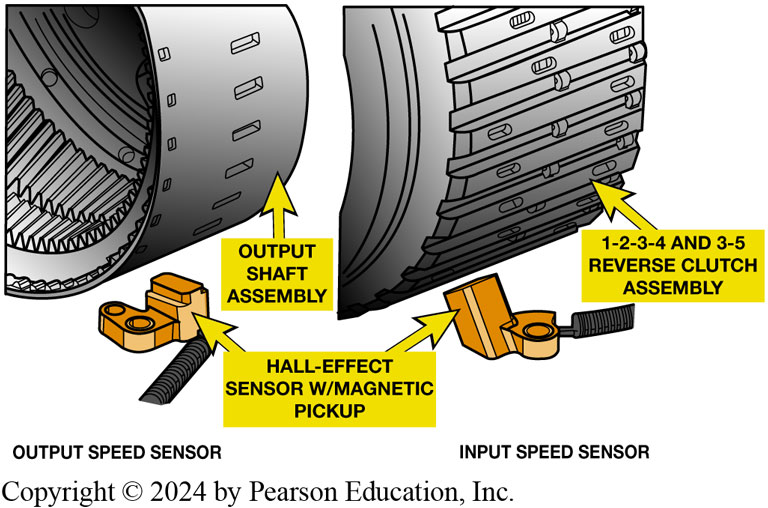 OUTPUT
SHAFT
ASSEMBLY
1-2-3-4 AND 3-5
REVERSE CLUTCH
ASSEMBLY
HALL-EFFECT
SENSOR W/MAGNETIC
PICKUP
OUTPUT SPEED SENSOR
INPUT SPEED SENSOR
Copyright © 2024 by Pearson Education, Inc.